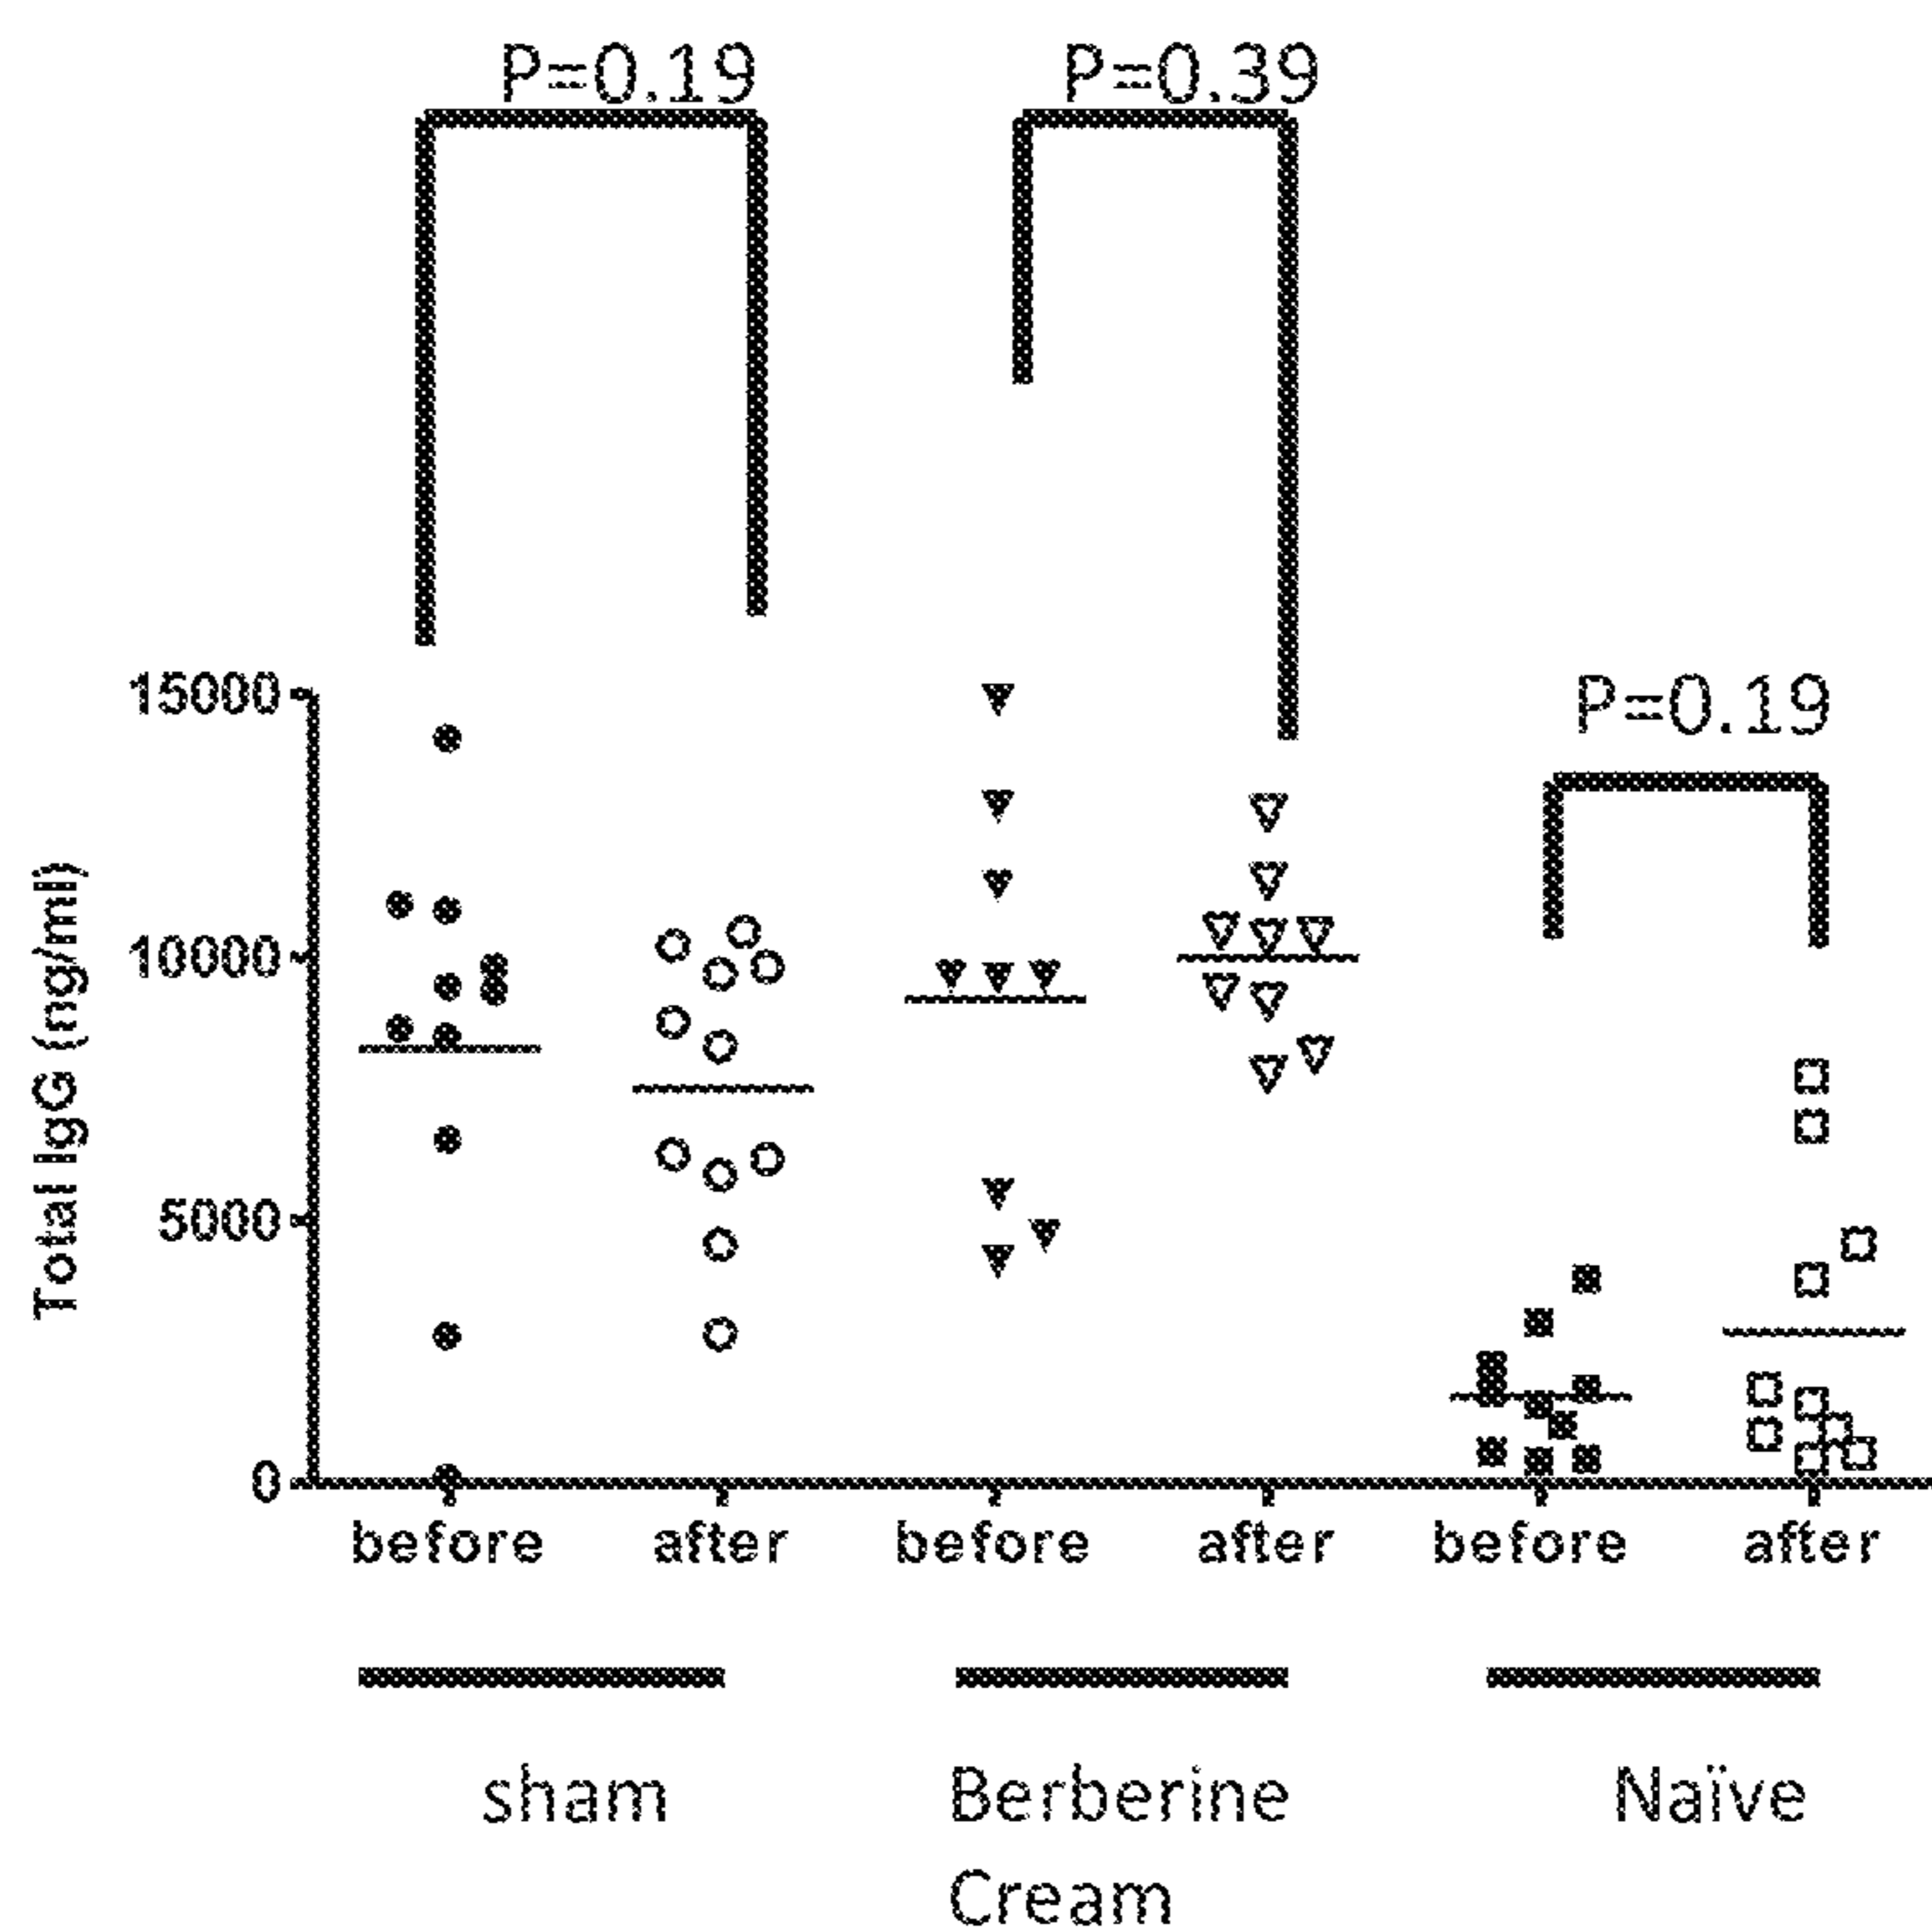 P=0.19
P=0.39
15000
P=0.19
10000
5000
0
Total IgG (ng/ml)
before after before after before after
sham Berberine Naïve
Cream